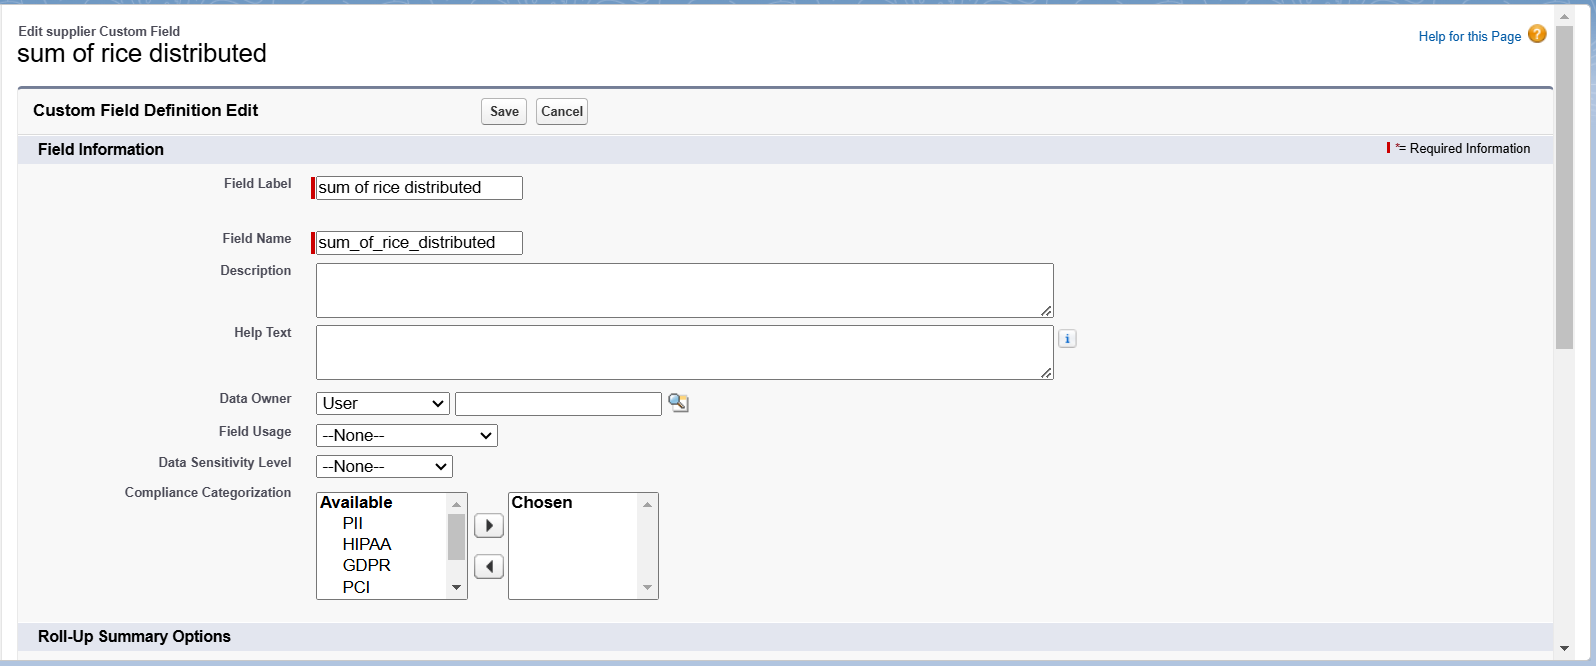 Edit supplier Custom Field
sum of rice distributed
Help for this Page ?
Custom Field Definition Edit
Save
Cancel
Field Information
*= Required Information
Field Label
sum of rice distributed
Field Name
sum_of_rice_distributed
Description
Help Text
i
Data Owner
User
Field Usage
--None--
Data Sensitivity Level
--None--
Compliance Categorization
Available
PII
HIPAA
GDPR
PCI
Chosen
Roll-Up Summary Options